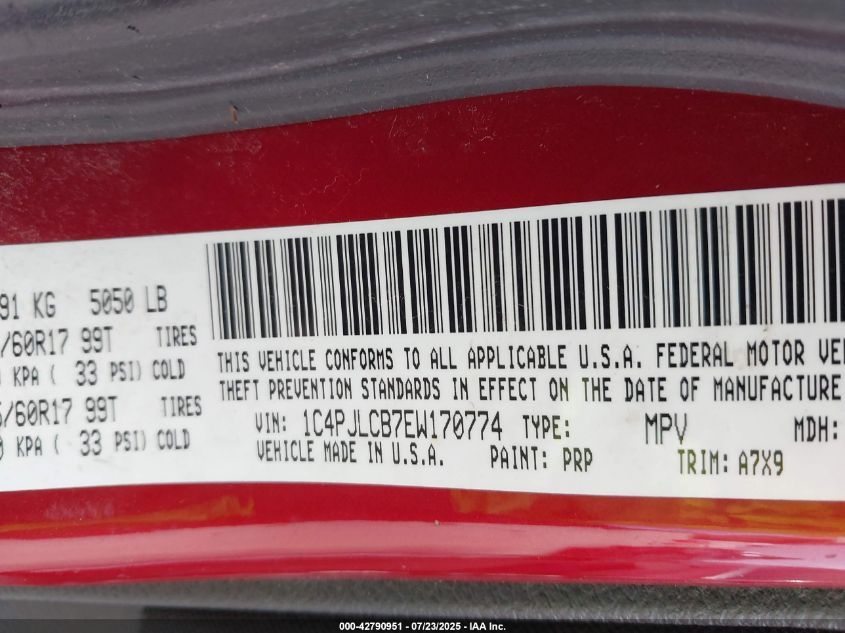 91 KG 5050 LB
/60R17 99T TIRES
KPA ( 33 PSI) COLD
/60R17 99T TIRES
KPA ( 33 PSI) COLD
THIS VEHICLE CONFORMS TO ALL APPLICABLE U.S.A. FEDERAL MOTOR VE
THEFT PREVENTION STANDARDS IN EFFECT ON THE DATE OF MANUFACTURE
VIN: 1C4PJLCB7EW170774 TYPE: MPV MDH:
VEHICLE MADE IN U.S.A. PAINT: PRP TRIM: A7X9
000-42790951 - 07/23/2025 - IAA Inc.